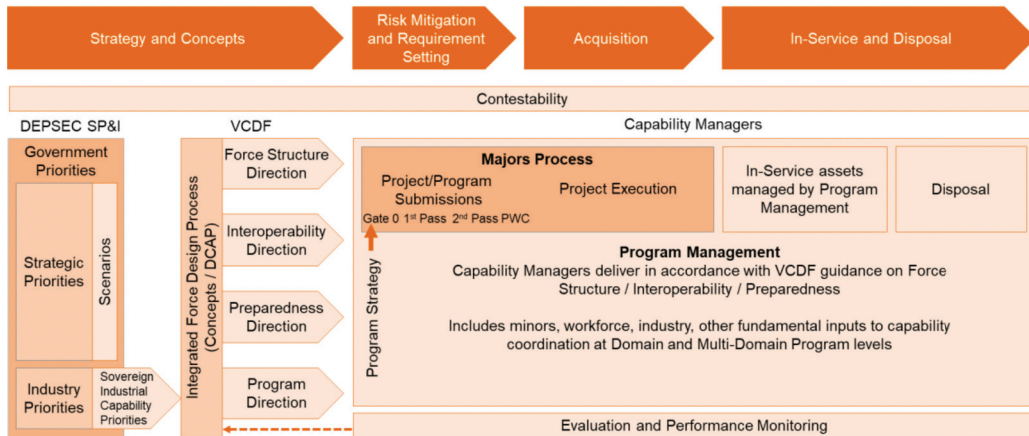 Strategy and Concepts
Risk Mitigation
and Requirement
Setting
Acquisition
In-Service and Disposal
Contestability
DEPSEC SP&I
VCDF
Capability Managers
Government
Priorities
Strategic
Priorities
Scenarios
Industry
Priorities
Sovereign
Industrial
Capability
Priorities
Integrated Force Design Process
(Concepts / DCAP)
Force Structure
Direction
Interoperability
Direction
Preparedness
Direction
Program
Direction
Majors Process
Project/Program
Submissions
Project Execution
Gate 0 1st Pass 2nd Pass PWC
In-Service assets
managed by Program
Management
Disposal
Program Strategy
Program Management
Capability Managers deliver in accordance with VCDF guidance on Force
Structure / Interoperability / Preparedness
Includes minors, workforce, industry, other fundamental inputs to capability
coordination at Domain and Multi-Domain Program levels
Evaluation and Performance Monitoring